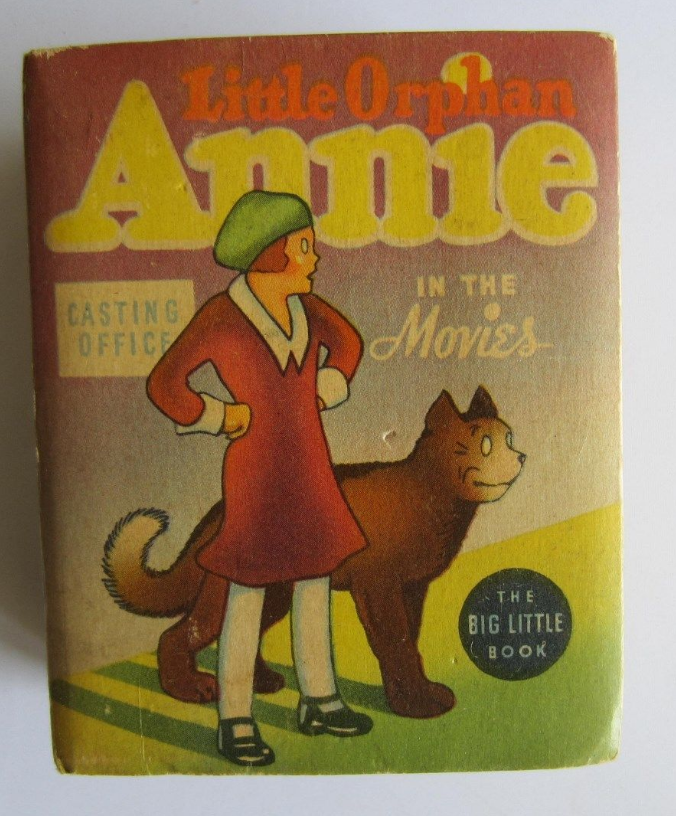 Little Orphan
Annie
IN THE
Movies
CASTING
OFFICE
THE
BIG LITTLE
BOOK